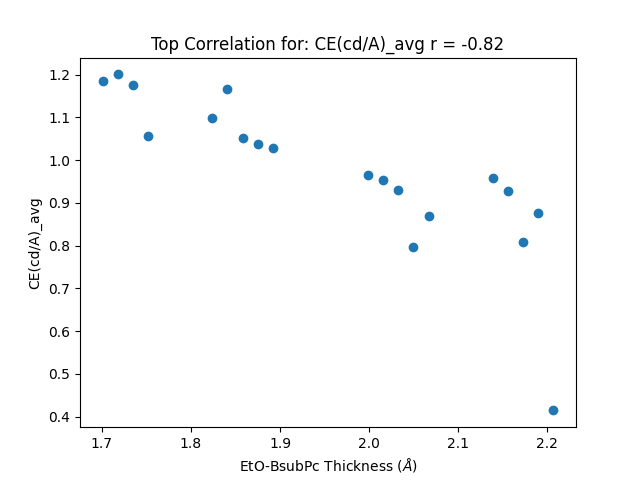 Top Correlation for: CE(cd/A)_avg r = -0.82
1.2
1.1
1.0
0.9
0.8
0.7
0.6
0.5
0.4
CE(cd/A)_avg
1.7 1.8 1.9 2.0 2.1 2.2
EtO-BsubPc Thickness (Å)